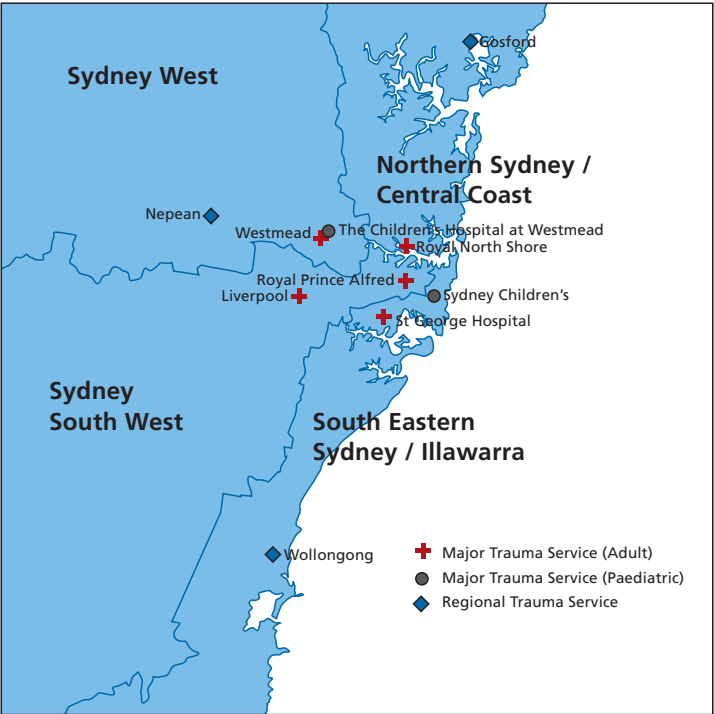 Gosford
Sydney West
Northern Sydney /
Central Coast
Nepean
Westmead
The Children's Hospital at Westmead
Royal North Shore
Royal Prince Alfred
Liverpool
Sydney Children's
St George Hospital
Sydney
South West
South Eastern
Sydney / Illawarra
Wollongong
Major Trauma Service (Adult)
Major Trauma Service (Paediatric)
Regional Trauma Service